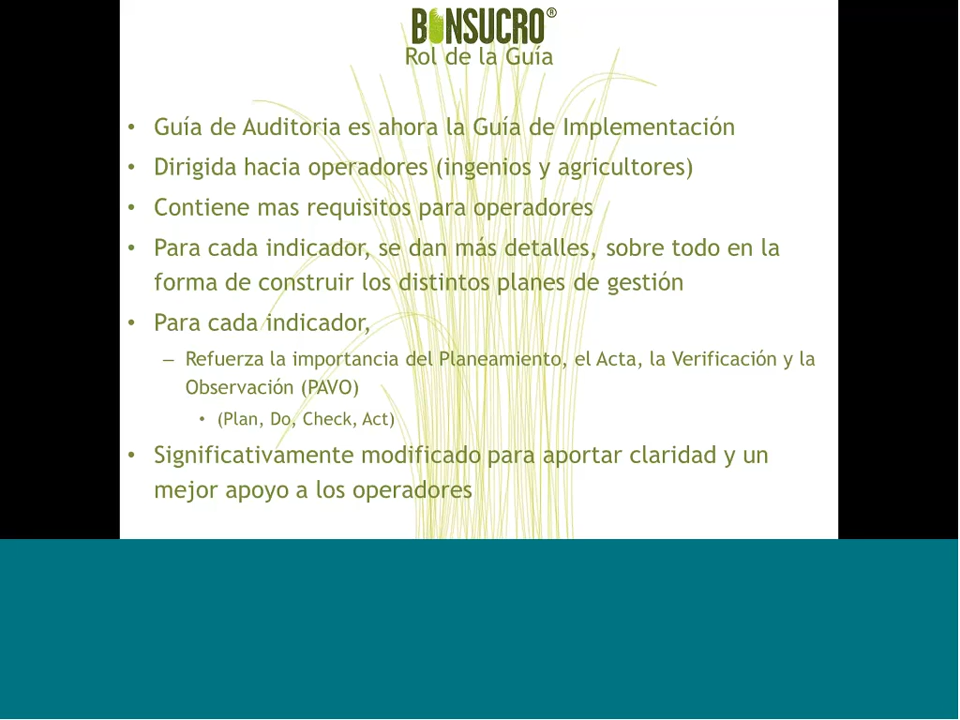 BONSUCRO®
Rol de la Guía
• Guía de Auditoria es ahora la Guía de Implementación
• Dirigida hacia operadores (ingenios y agricultores)
• Contiene mas requisitos para operadores
• Para cada indicador, se dan más detalles, sobre todo en la
forma de construir los distintos planes de gestión
• Para cada indicador,
– Refuerza la importancia del Planeamiento, el Acta, la Verificación y la
Observación (PAVO)
• (Plan, Do, Check, Act)
• Significativamente modificado para aportar claridad y un
mejor apoyo a los operadores